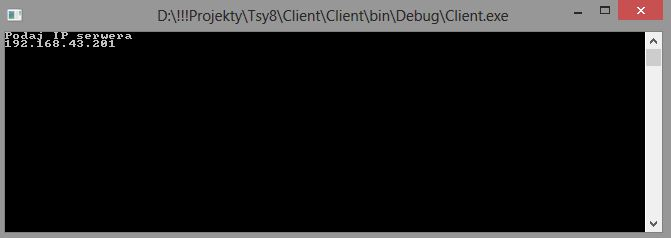 D:\!!!Projekty\Tsy8\Client\Client\bin\Debug\Client.exe
Podaj IP serwera
192.168.43.201